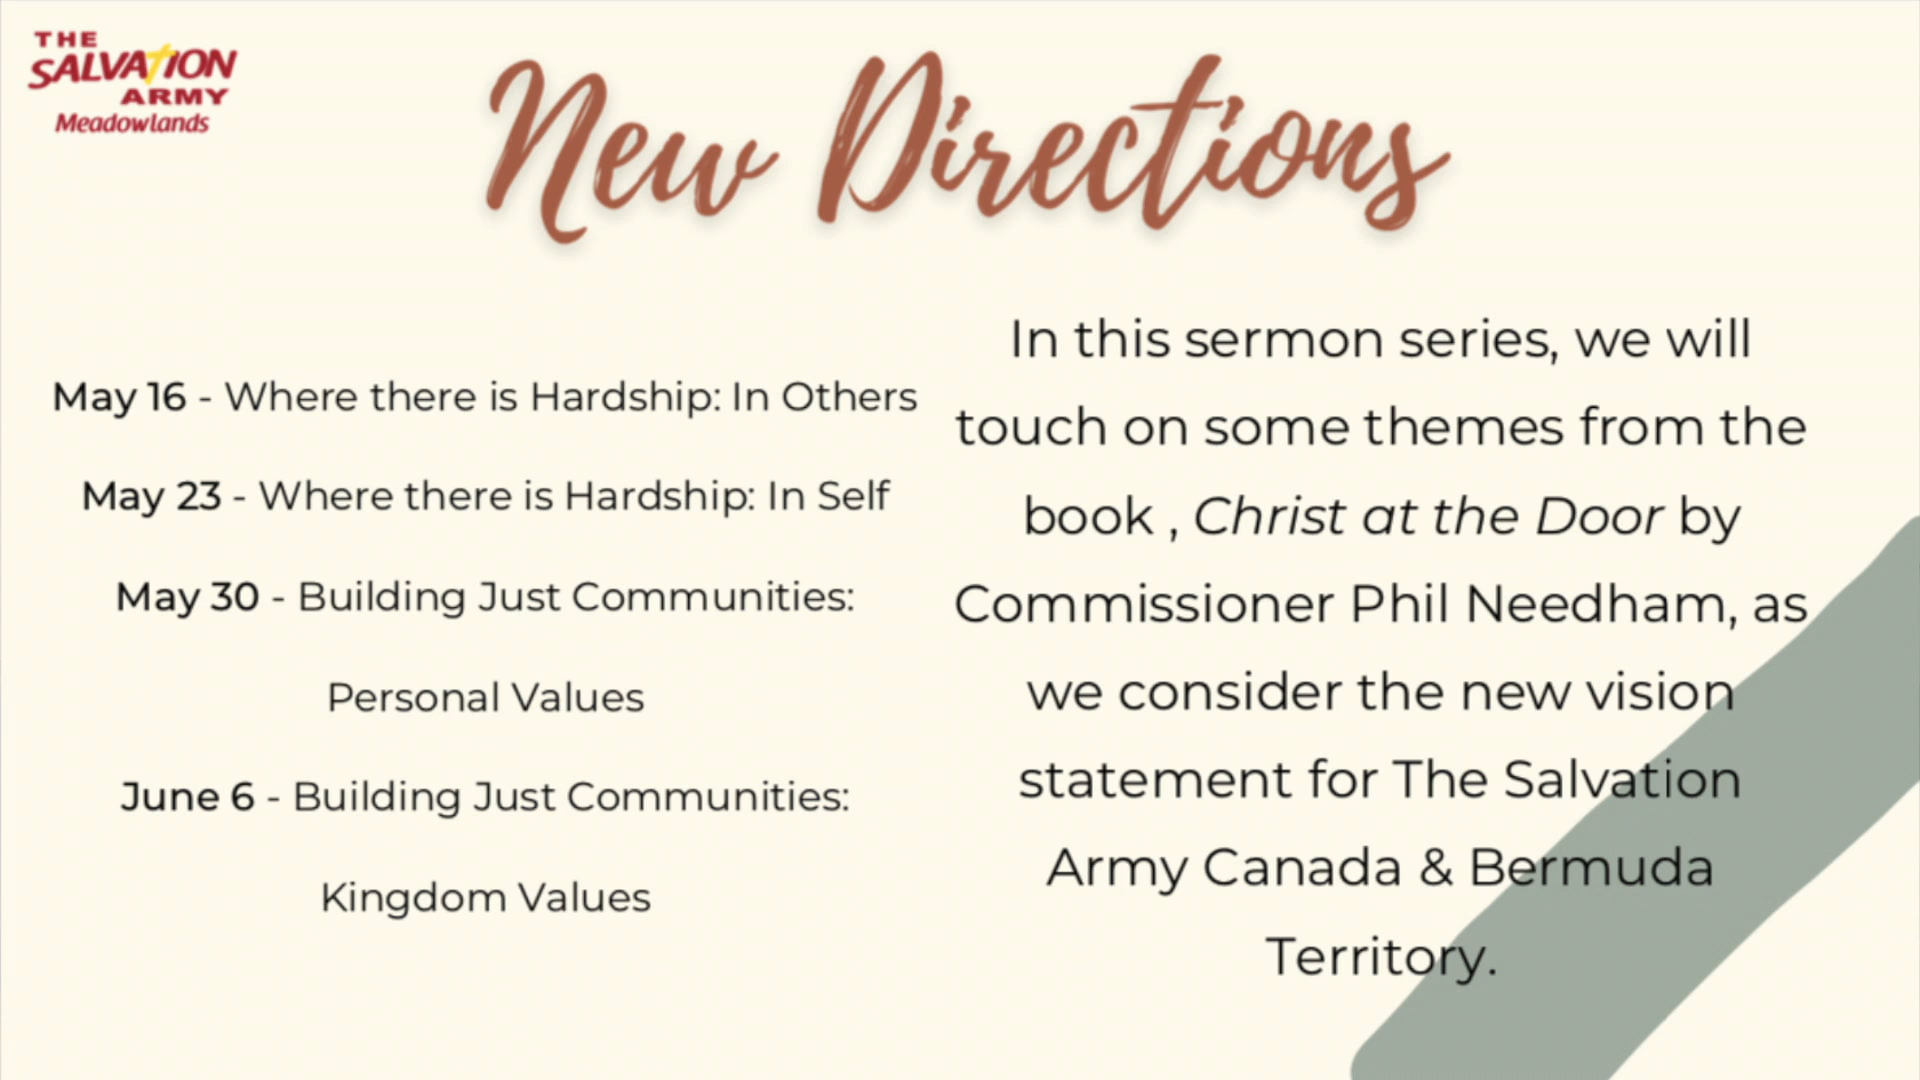 THE
SALVATION
ARMY
Meadowlands
New Directions
May 16 - Where there is Hardship: In Others
May 23 - Where there is Hardship: In Self
May 30 - Building Just Communities:
Personal Values
June 6 - Building Just Communities:
Kingdom Values
In this sermon series, we will
touch on some themes from the
book , Christ at the Door by
Commissioner Phil Needham, as
we consider the new vision
statement for The Salvation
Army Canada & Bermuda
Territory.